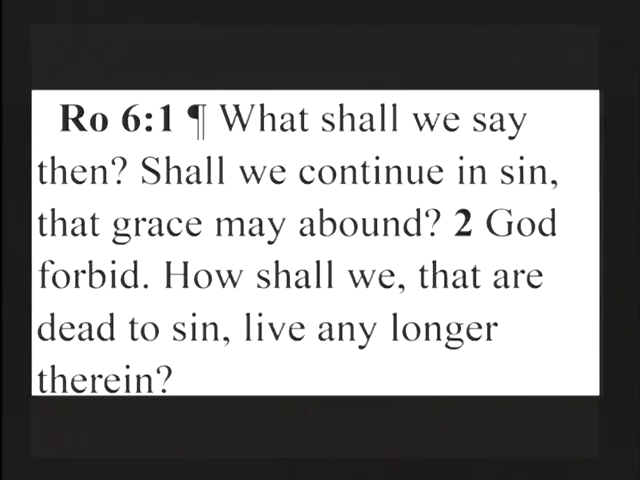 Ro 6:1 ¶ What shall we say
then? Shall we continue in sin,
that grace may abound? 2 God
forbid. How shall we, that are
dead to sin, live any longer
therein?